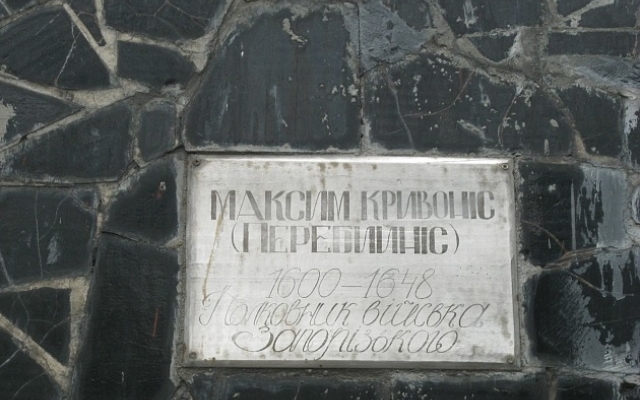 МАКСИМ КРИВОНІС
(ПЕРЕБИЙНІС)
1600–1648
Полковник війська
Запорізького